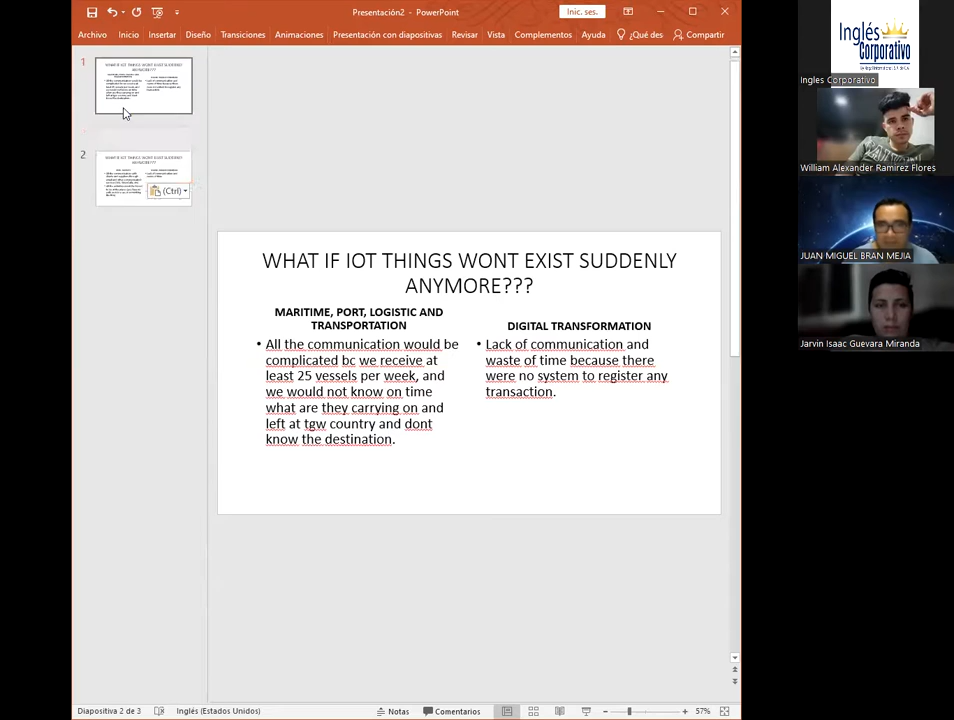 Presentación2 - PowerPoint
Inic. ses.
Archivo Inicio Insertar Diseño Transiciones Animaciones Presentación con diapositivas Revisar Vista Complementos Ayuda ¿Qué des Compartir
1
2
(Ctrl)
WHAT IF IOT THINGS WONT EXIST SUDDENLY
ANYMORE???
MARITIME, PORT, LOGISTIC AND
TRANSPORTATION
• All the communication would be
complicated bc we receive at
least 25 vessels per week, and
we would not know on time
what are they carrying on and
left at tgw country and dont
know the destination.
DIGITAL TRANSFORMATION
• Lack of communication and
waste of time because there
were no system to register any
transaction.
Diapositiva 2 de 3 Inglés (Estados Unidos) Notas Comentarios 57%
Inglés
Corporativo
Ingles Corporativo
William Alexander Ramirez Flores
JUAN MIGUEL BRAN MEJIA
Jarvin Isaac Guevara Miranda